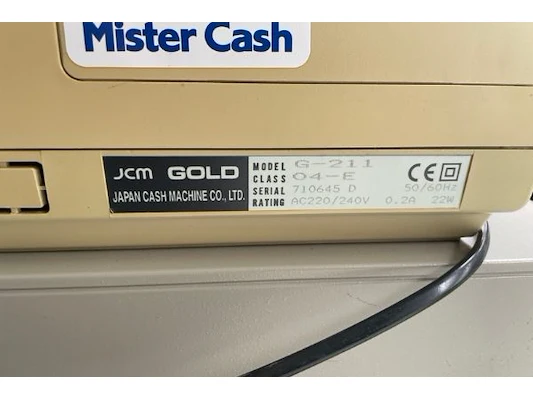 Mister Cash
JCM GOLD
JAPAN CASH MACHINE CO., LTD.
MODEL G-211
CLASS 04-E
SERIAL 710645 D 50/60Hz
RATING AC220/240V 0.2A 22W
CE